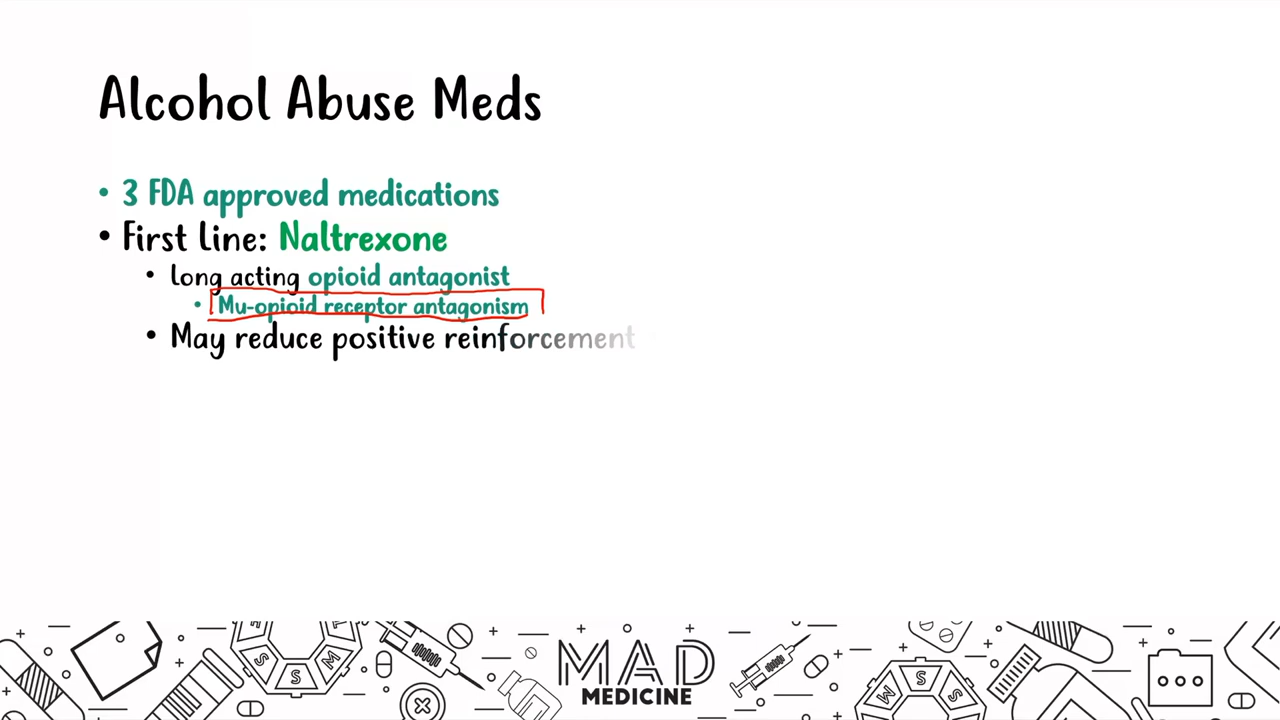 Alcohol Abuse Meds
• 3 FDA approved medications
• First Line: Naltrexone
• Long acting opioid antagonist
• Mu-opioid receptor antagonism
• May reduce positive reinforcement
S
S
M
M
S
S
MAD
MEDICINE